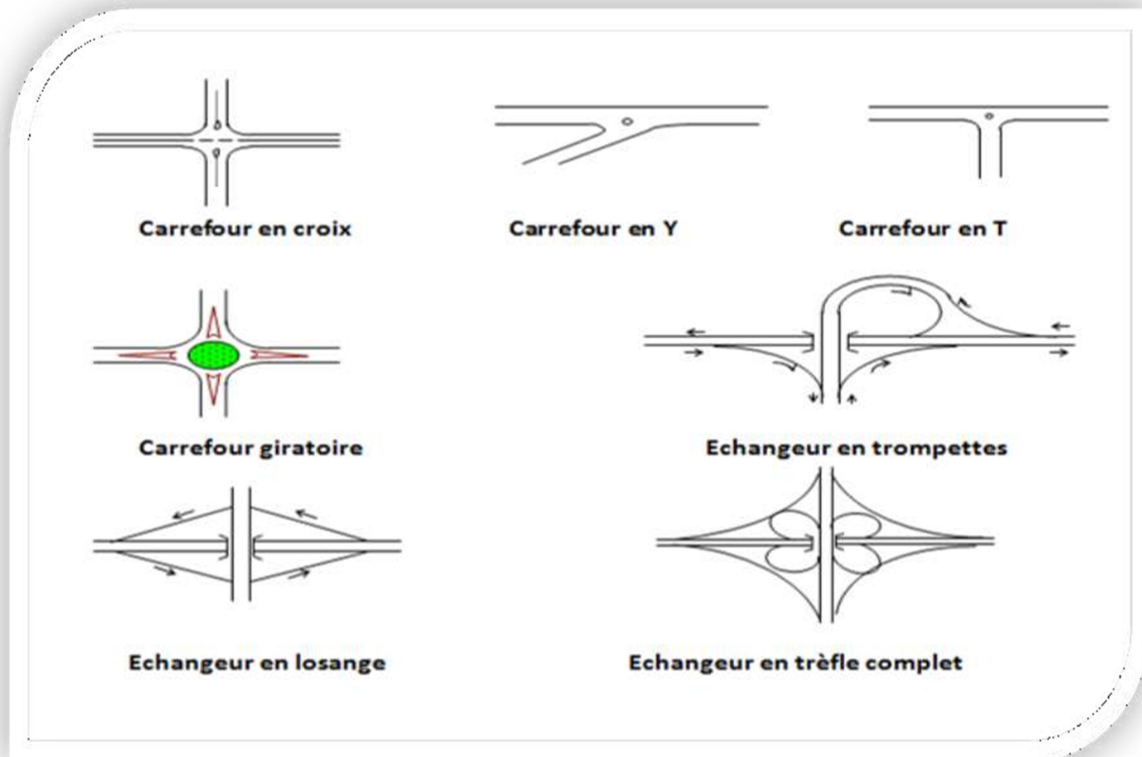 Carrefour en croix
Carrefour en Y
Carrefour en T
Carrefour giratoire
Echangeur en trompettes
Echangeur en losange
Echangeur en trèfle complet